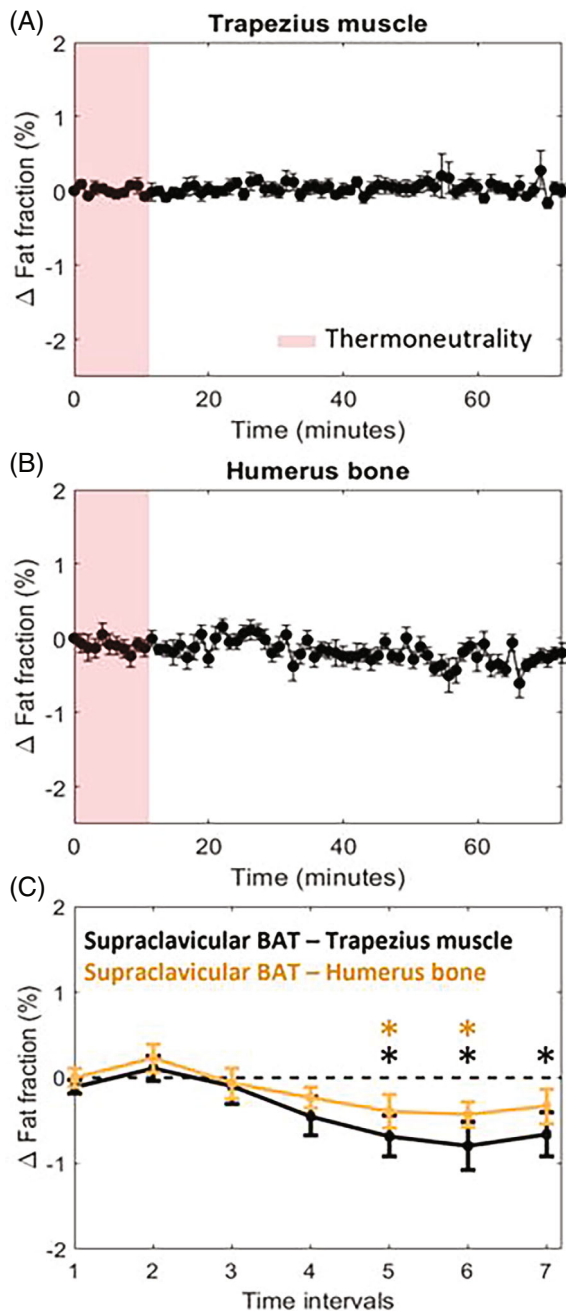 (A)
Trapezius muscle
Δ Fat fraction (%)
2
1
0
-1
-2
Thermoneutrality
0 20 40 60
Time (minutes)
(B)
Humerus bone
Δ Fat fraction (%)
2
1
0
-1
-2
0 20 40 60
Time (minutes)
(C)
Δ Fat fraction (%)
2
1
0
-1
-2
Supraclavicular BAT – Trapezius muscle
Supraclavicular BAT – Humerus bone
* *
* * *
1 2 3 4 5 6 7
Time intervals